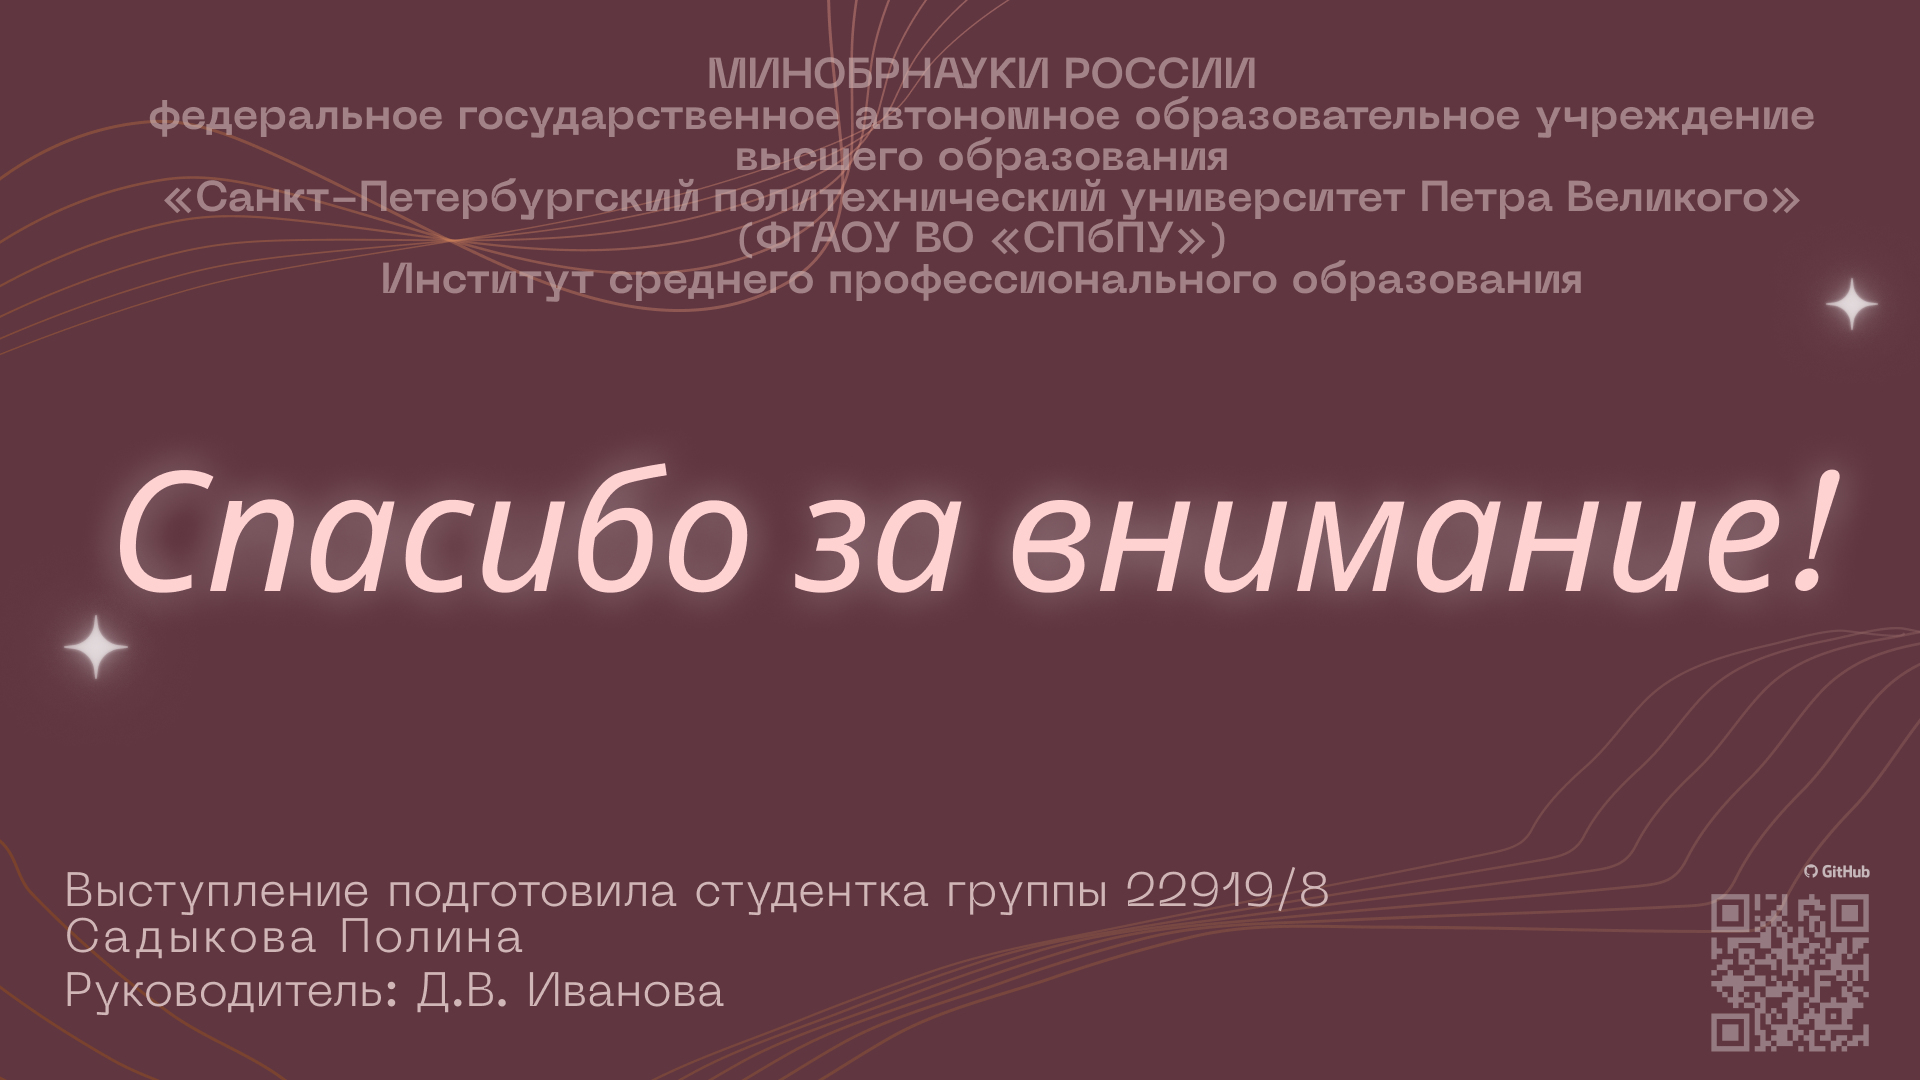 МИНОБРНАУКИ РОССИИ
федеральное государственное автономное образовательное учреждение
высшего образования
«Санкт-Петербургский политехнический университет Петра Великого»
(ФГАОУ ВО «СПбПУ»)
Институт среднего профессионального образования
Спасибо за внимание!
Выступление подготовила студентка группы 22919/8
Садыкова Полина
Руководитель: Д.В. Иванова
GitHub